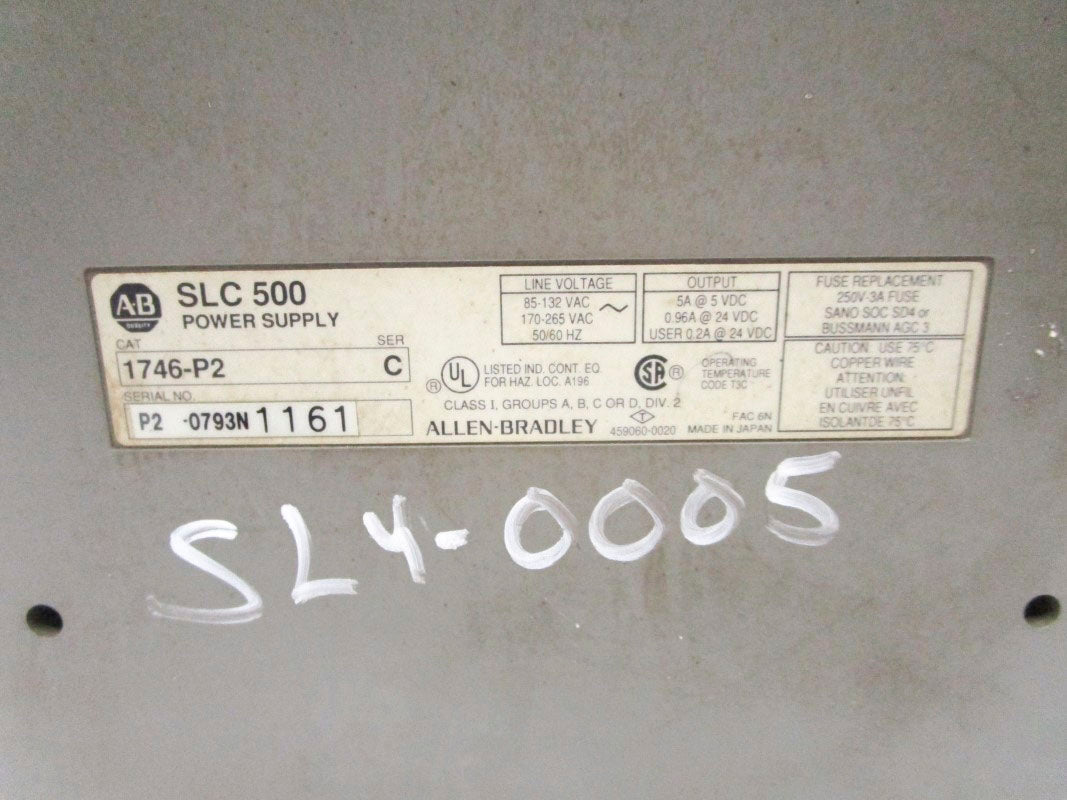 A·B
QUALITY
SLC 500
POWER SUPPLY
CAT
SER
1746-P2
C
SERIAL NO.
P2 -0793N 1161
LINE VOLTAGE
85-132 VAC
170-265 VAC
50/60 HZ
OUTPUT
5A @ 5 VDC
0.96A @ 24 VDC
USER 0.2A @ 24 VDC
FUSE REPLACEMENT
250V-3A FUSE
SANO SOC SD4 or
BUSSMANN AGC 3
® UL LISTED IND. CONT. EQ.
FOR HAZ. LOC. A196
SA ®
OPERATING
TEMPERATURE
CODE T3C
CLASS I, GROUPS A, B, C OR D, DIV. 2
ALLEN-BRADLEY
T
459060-0020
FAC 6N
MADE IN JAPAN
CAUTION: USE 75°C
COPPER WIRE
ATTENTION:
UTILISER UNFIL
EN CUIVRE AVEC
ISOLANTDE 75°C
SL4-0005